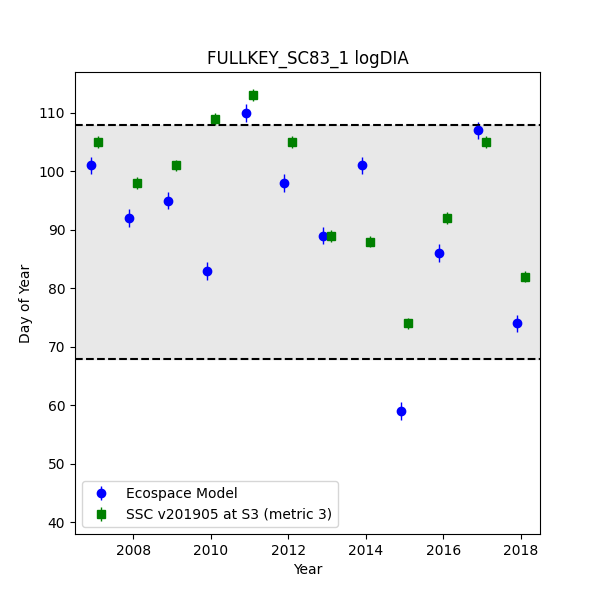 FULLKEY_SC83_1 logDIA
110
100
90
80
70
60
50
40
Day of Year
Ecospace Model
SSC v201905 at S3 (metric 3)
2008 2010 2012 2014 2016 2018
Year